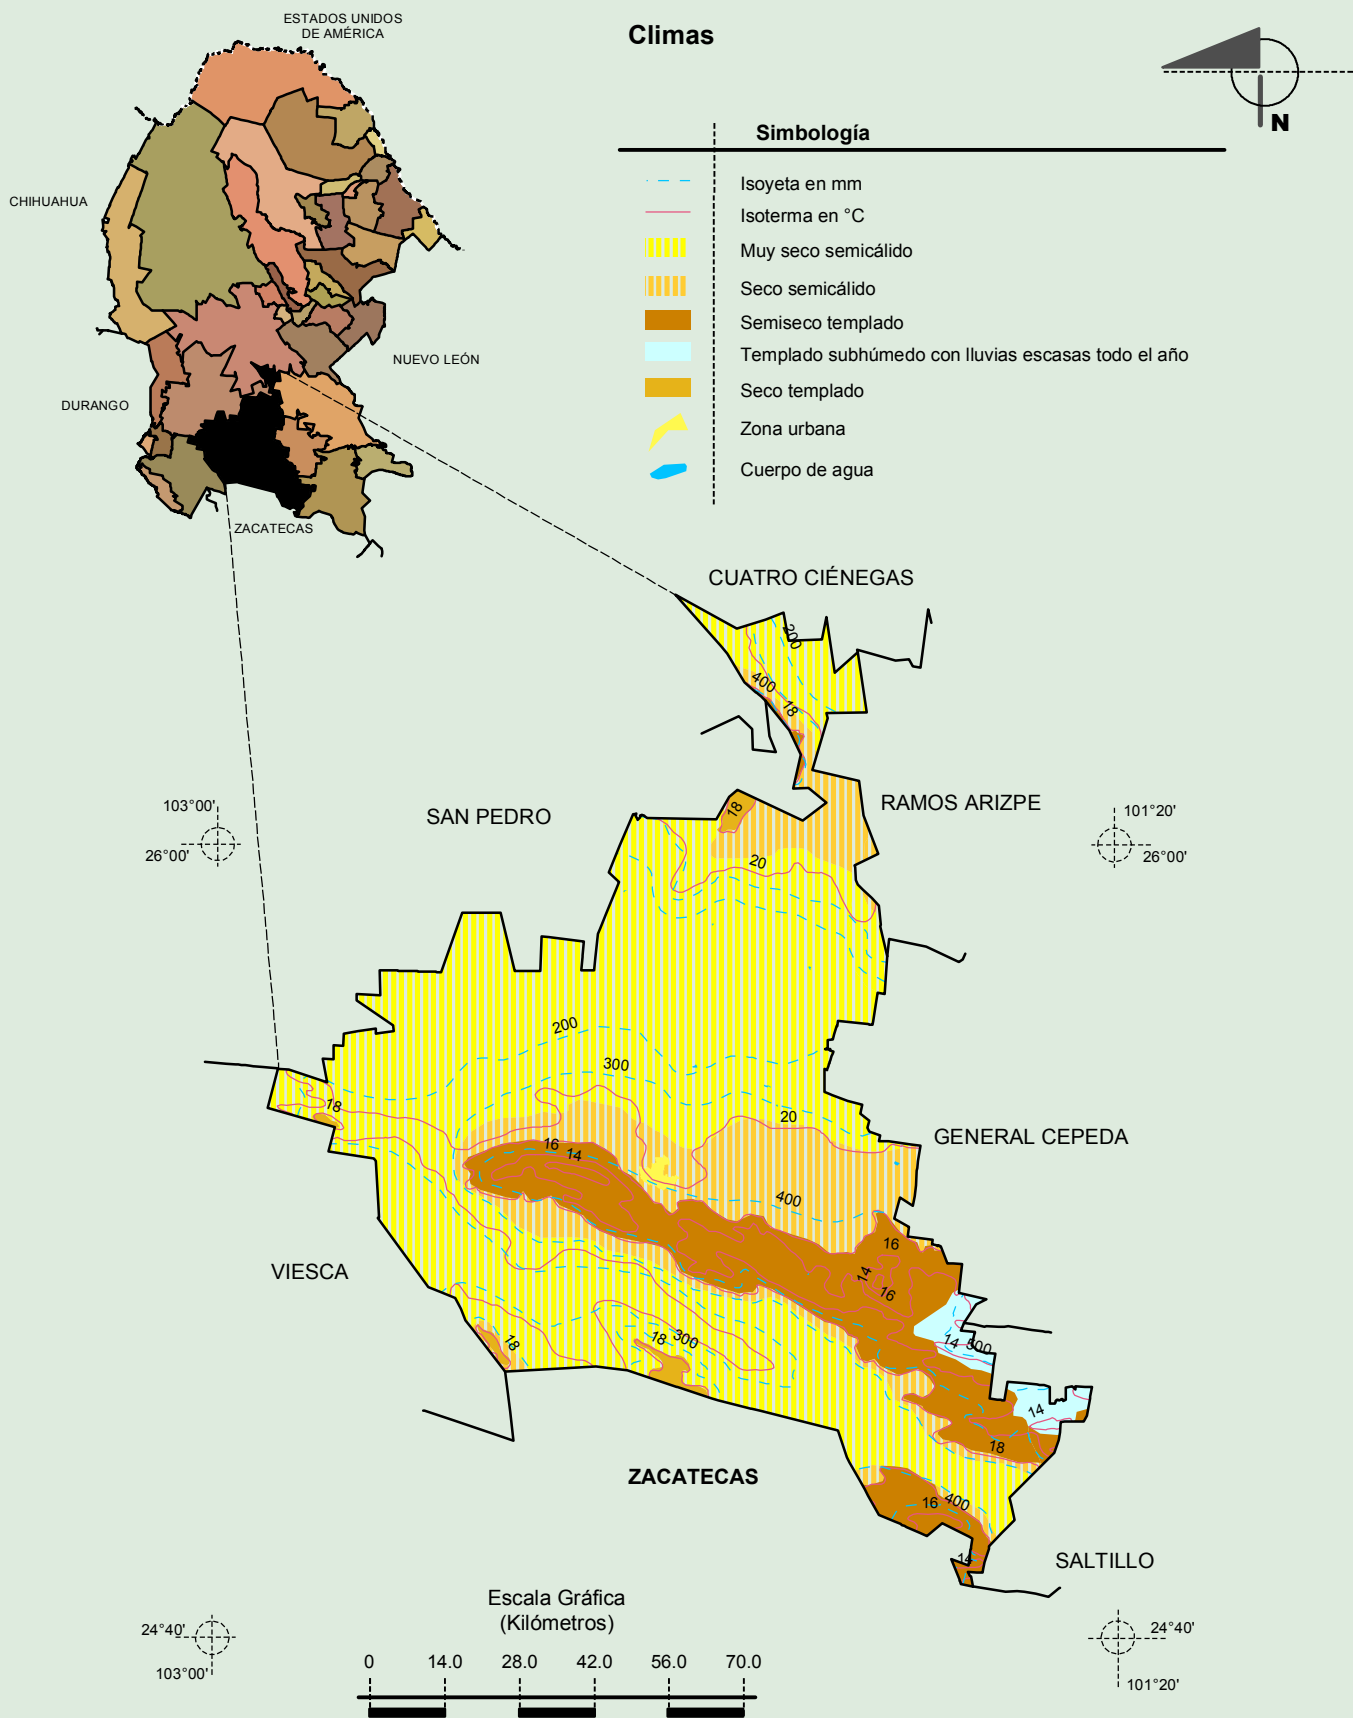 ESTADOS UNIDOS
DE AMÉRICA
Climas
N
Simbología
CHIHUAHUA
Isoyeta en mm
Isoterma en °C
Muy seco semicálido
Seco semicálido
Semiseco templado
Templado subhúmedo con lluvias escasas todo el año
Seco templado
Zona urbana
Cuerpo de agua
NUEVO LEÓN
DURANGO
ZACATECAS
CUATRO CIÉNEGAS
200
400
18
RAMOS ARIZPE
SAN PEDRO
18
103°00'
26°00'
101°20'
26°00'
20
200
300
18
20
GENERAL CEPEDA
16
14
400
16
14
16
VIESCA
18
18
300
14
500
14
18
ZACATECAS
16
400
14
SALTILLO
Escala Gráfica
(Kilómetros)
24°40'
103°00'
24°40'
101°20'
0 14.0 28.0 42.0 56.0 70.0